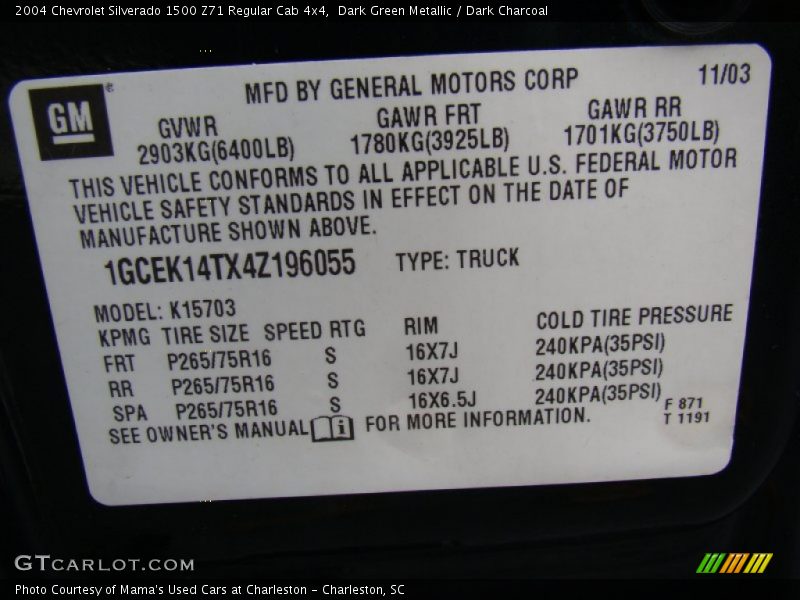 2004 Chevrolet Silverado 1500 Z71 Regular Cab 4x4, Dark Green Metallic / Dark Charcoal
GM®
MFD BY GENERAL MOTORS CORP 11/03
GVWR GAWR FRT GAWR RR
2903KG(6400LB) 1780KG(3925LB) 1701KG(3750LB)
THIS VEHICLE CONFORMS TO ALL APPLICABLE U.S. FEDERAL MOTOR
VEHICLE SAFETY STANDARDS IN EFFECT ON THE DATE OF
MANUFACTURE SHOWN ABOVE.
1GCEK14TX4Z196055 TYPE: TRUCK
MODEL: K15703
KPMG TIRE SIZE SPEED RTG RIM COLD TIRE PRESSURE
FRT P265/75R16 S 16X7J 240KPA(35PSI)
RR P265/75R16 S 16X7J 240KPA(35PSI)
SPA P265/75R16 S 16X6.5J 240KPA(35PSI)
F 871
SEE OWNER'S MANUAL i FOR MORE INFORMATION.
T 1191
GTCARLOT.COM
Photo Courtesy of Mama's Used Cars at Charleston - Charleston, SC